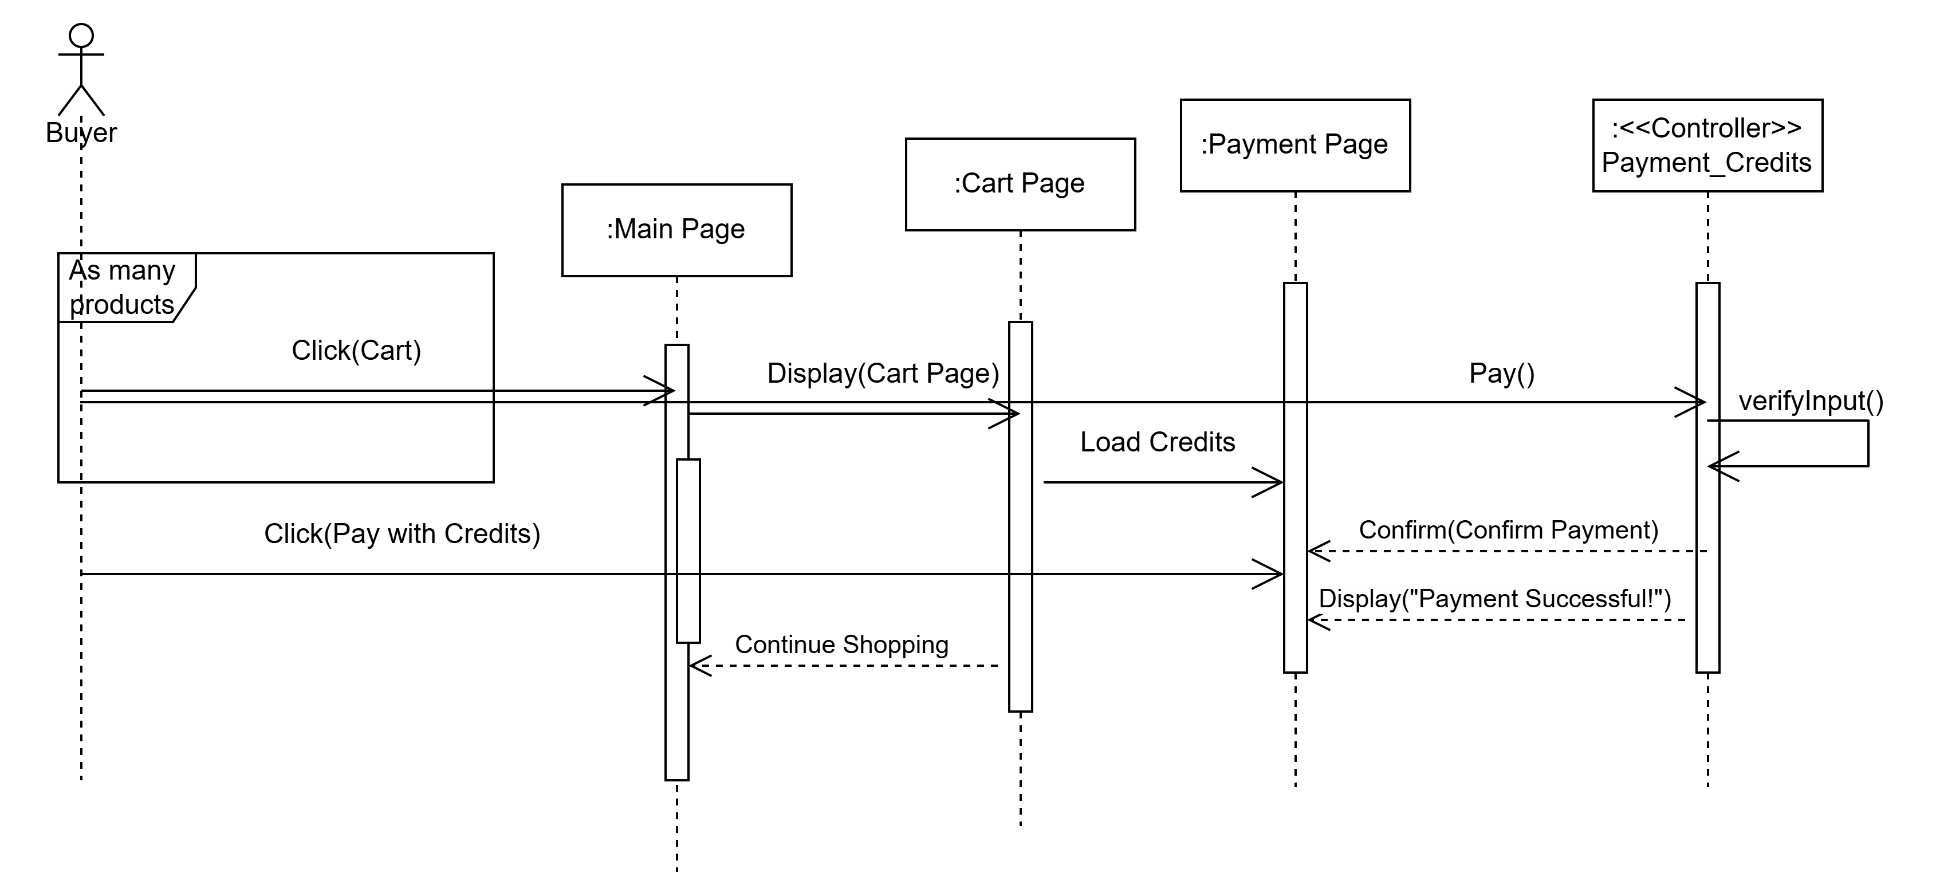 Buyer
:<<Controller>>
Payment_Credits
:Payment Page
:Cart Page
:Main Page
As many
products
Click(Cart)
Display(Cart Page)
Pay()
verifyInput()
Load Credits
Click(Pay with Credits)
Confirm(Confirm Payment)
Display("Payment Successful!")
Continue Shopping